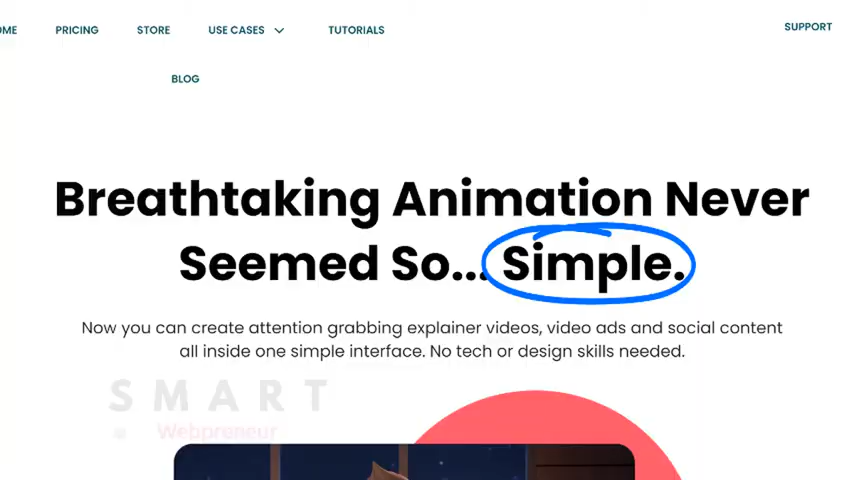 OME PRICING STORE USE CASES TUTORIALS SUPPORT
BLOG
Breathtaking Animation Never
Seemed So... Simple.
Now you can create attention grabbing explainer videos, video ads and social content
all inside one simple interface. No tech or design skills needed.
SMART
Webpreneur